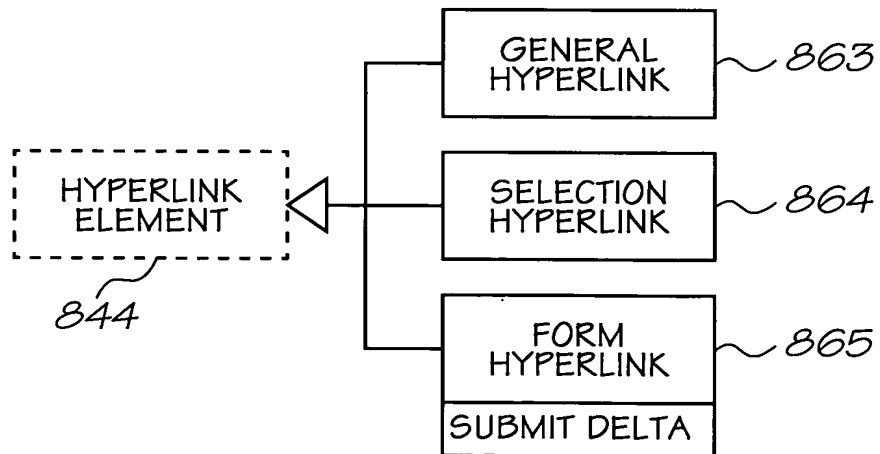 GENERAL
HYPERLINK
863
HYPERLINK
ELEMENT
844
SELECTION
HYPERLINK
864
FORM
HYPERLINK
865
SUBMIT DELTA